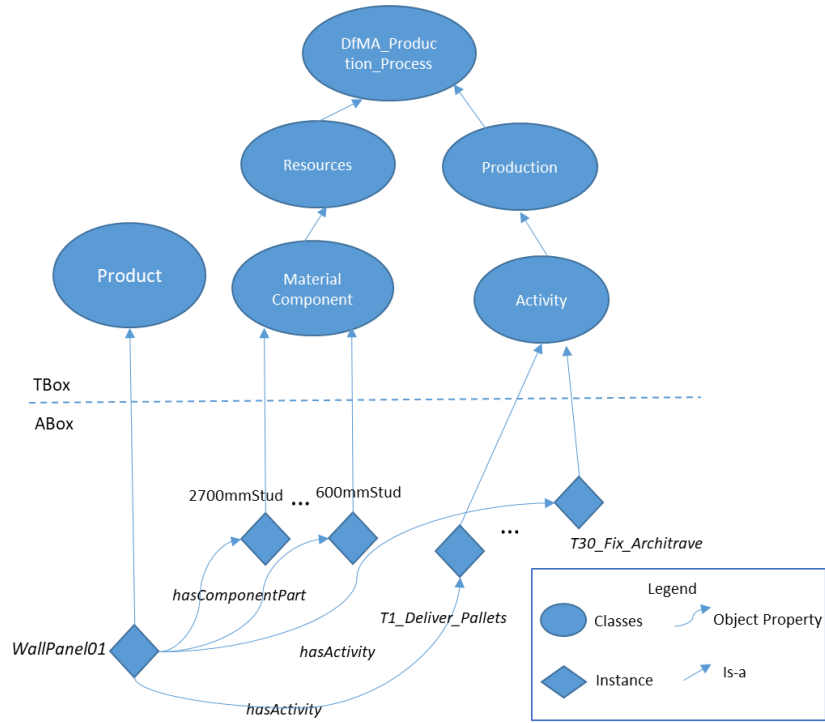 DfMA_Produc
tion_Process
Resources
Production
Product
Material
Component
Activity
TBox
ABox
2700mmStud
...
600mmStud
...
T30_Fix_Architrave
hasComponentPart
T1_Deliver_Pallets
WallPanel01
hasActivity
hasActivity
Legend
Classes
Object Property
Instance
Is-a